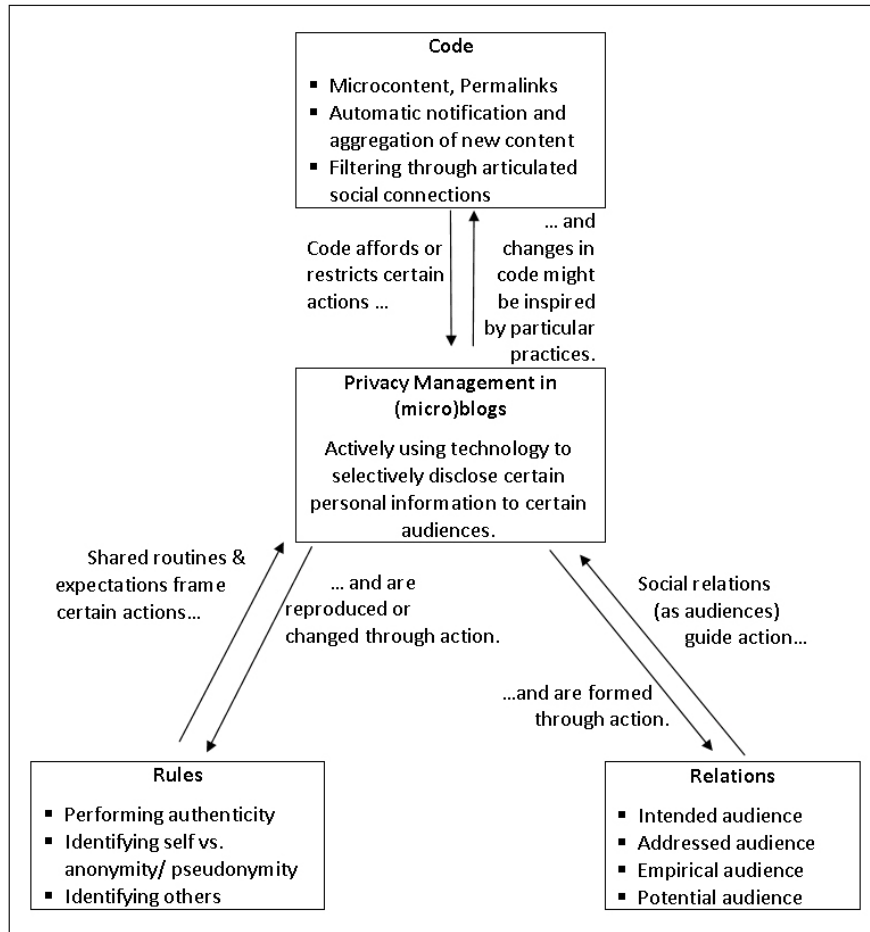 Code
▪ Microcontent, Permalinks
▪ Automatic notification and
aggregation of new content
▪ Filtering through articulated
social connections
Code affords or
restricts certain
actions ...
... and
changes in
code might
be inspired
by particular
practices.
Privacy Management in
(micro)blogs
Actively using technology to
selectively disclose certain
personal information to certain
audiences.
Shared routines &
expectations frame
certain actions...
... and are
reproduced or
changed through action.
Social relations
(as audiences)
guide action...
...and are formed
through action.
Rules
▪ Performing authenticity
▪ Identifying self vs.
anonymity/ pseudonymity
▪ Identifying others
Relations
▪ Intended audience
▪ Addressed audience
▪ Empirical audience
▪ Potential audience